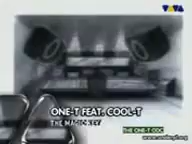 VIVA
ONE-T FEAT. COOL-T
THE MAGIC KEY
THE ONE-T ODC